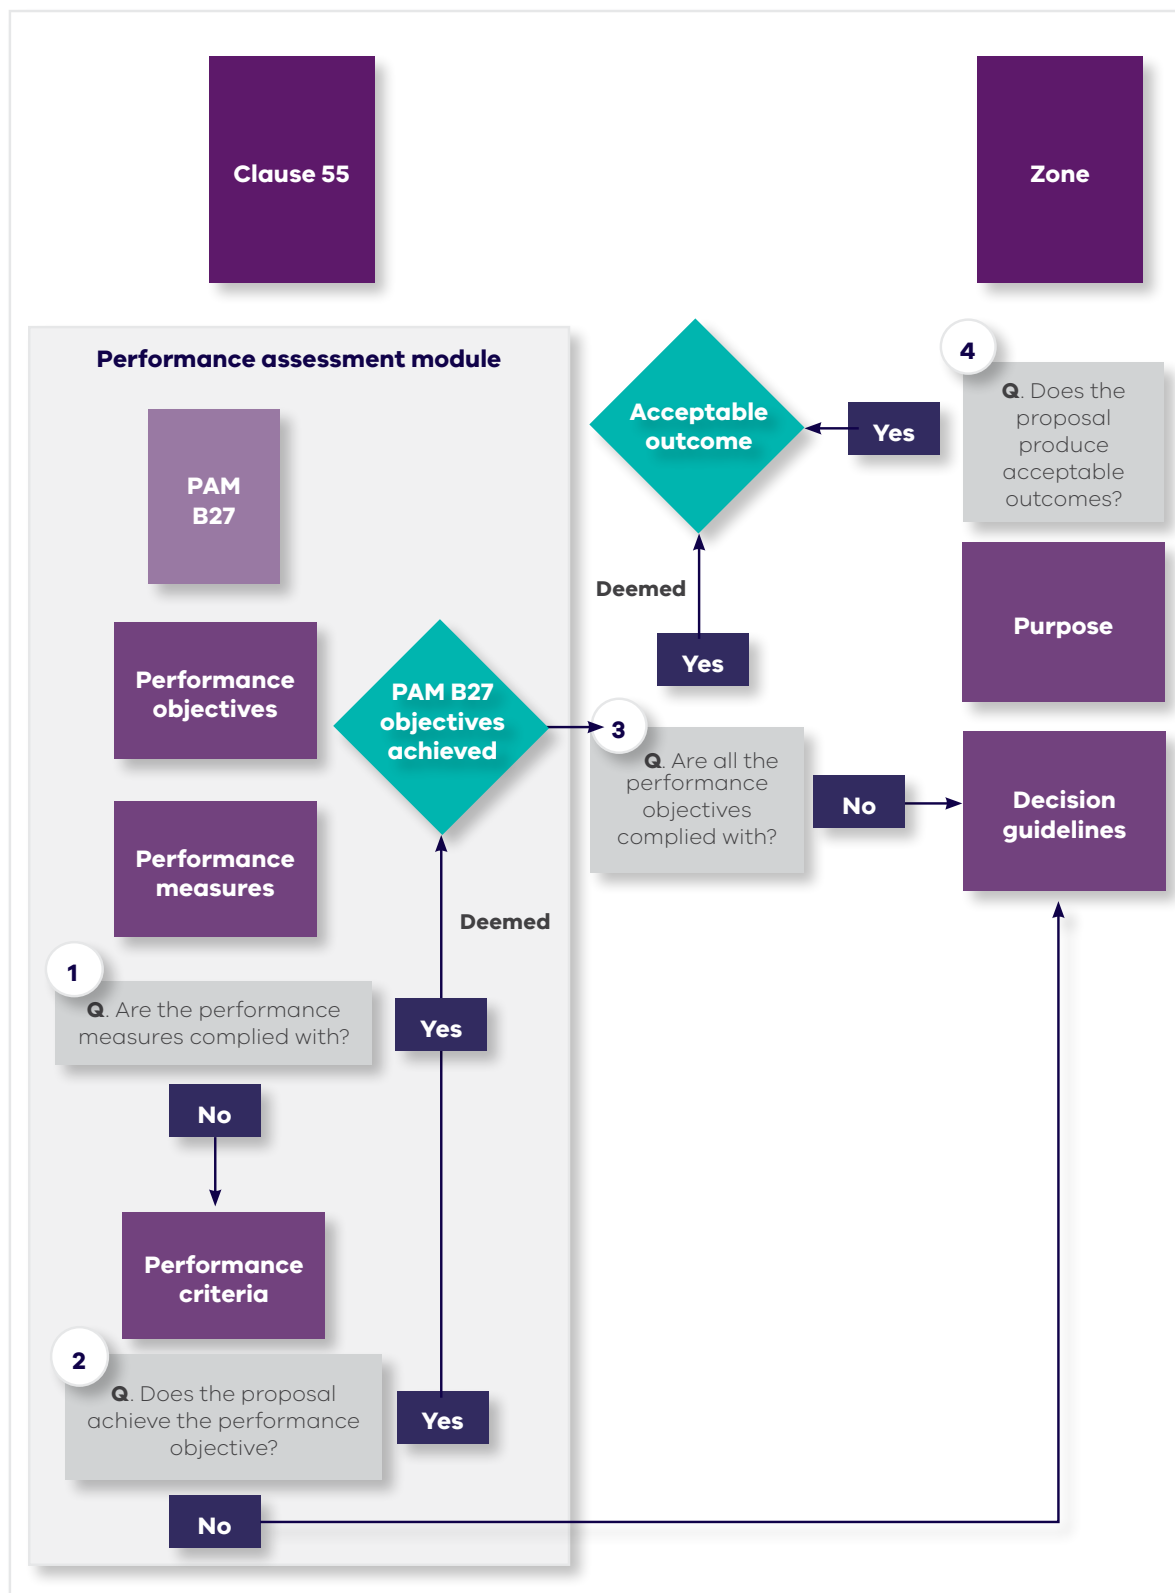 Clause 55
Zone
Performance assessment module
PAM
B27
Performance
objectives
Performance
measures
1
Q. Are the performance
measures complied with?
No
Performance
criteria
2
Q. Does the proposal
achieve the performance
objective?
No
Yes
Yes
Deemed
PAM B27
objectives
achieved
3
Q. Are all the
performance
objectives
complied with?
Yes
Deemed
Acceptable
outcome
No
Yes
4
Q. Does the
proposal
produce
acceptable
outcomes?
Purpose
Decision
guidelines